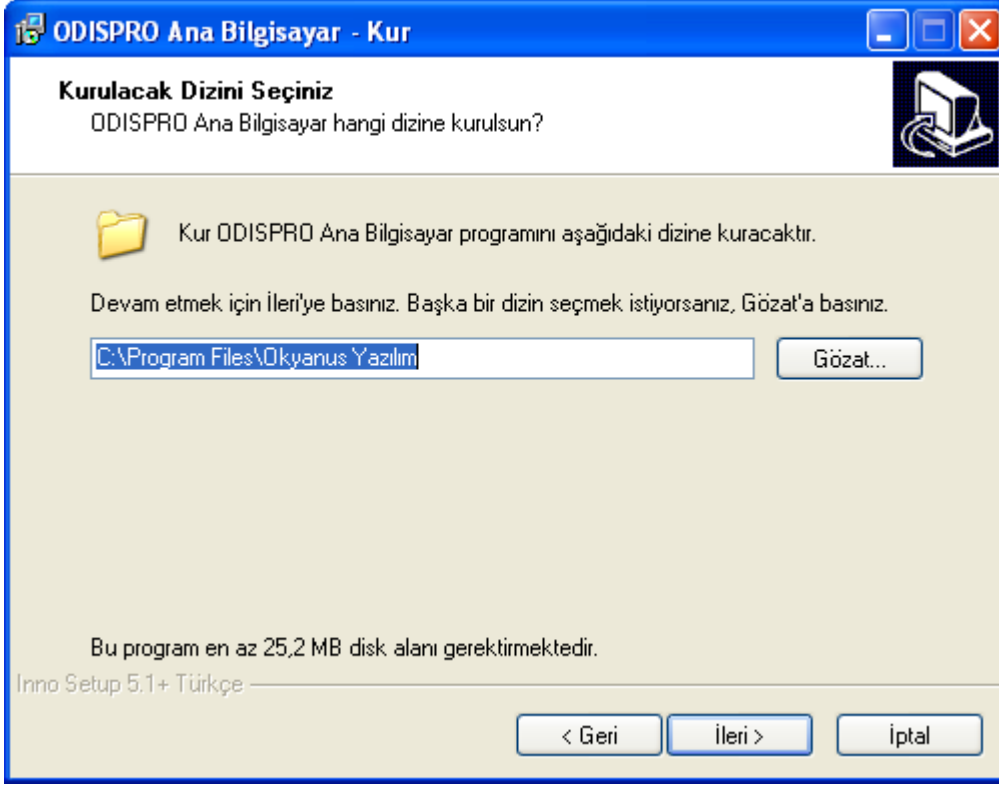 ODISPRO Ana Bilgisayar - Kur
Kurulacak Dizini Seçiniz
ODISPRO Ana Bilgisayar hangi dizine kurulsun?
Kur ODISPRO Ana Bilgisayar programını aşağıdaki dizine kuracaktır.
Devam etmek için İleri'ye basınız. Başka bir dizin seçmek istiyorsanız, Gözat'a basınız.
C:\Program Files\Okyanus Yazılım
Gözat...
Bu program en az 25,2 MB disk alanı gerektirmektedir.
Inno Setup 5.1+ Türkçe
< Geri
İleri >
İptal